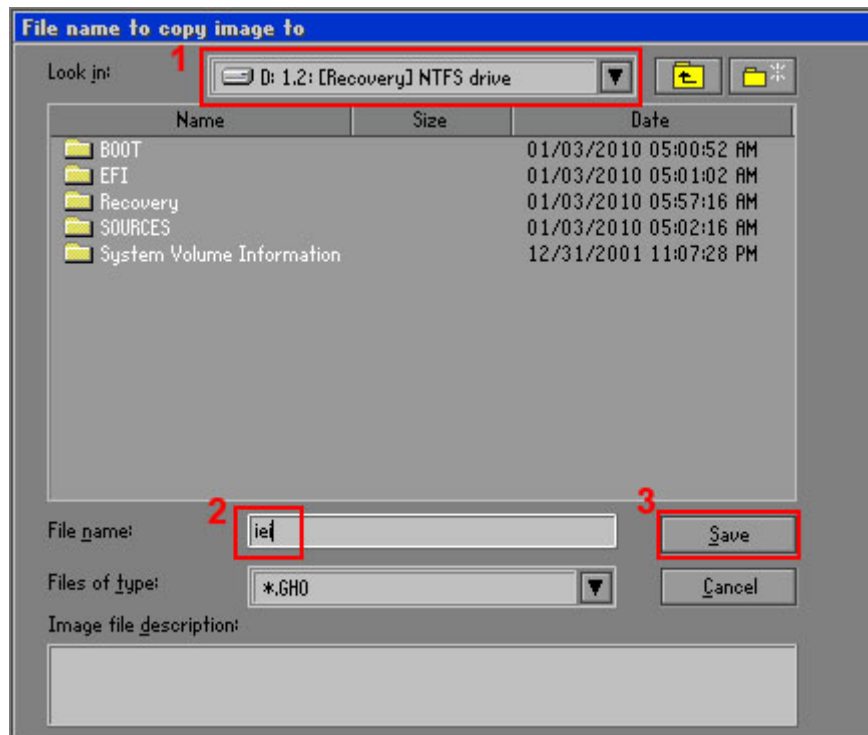 File name to copy image to
1
Look in: D: 1.2: [Recovery] NTFS drive
Name Size Date
BOOT 01/03/2010 05:00:52 AM
EFI 01/03/2010 05:01:02 AM
Recovery 01/03/2010 05:57:16 AM
SOURCES 01/03/2010 05:02:16 AM
System Volume Information 12/31/2001 11:07:28 PM
2 3
File name: iei Save
Files of type: *.GHO Cancel
Image file description: